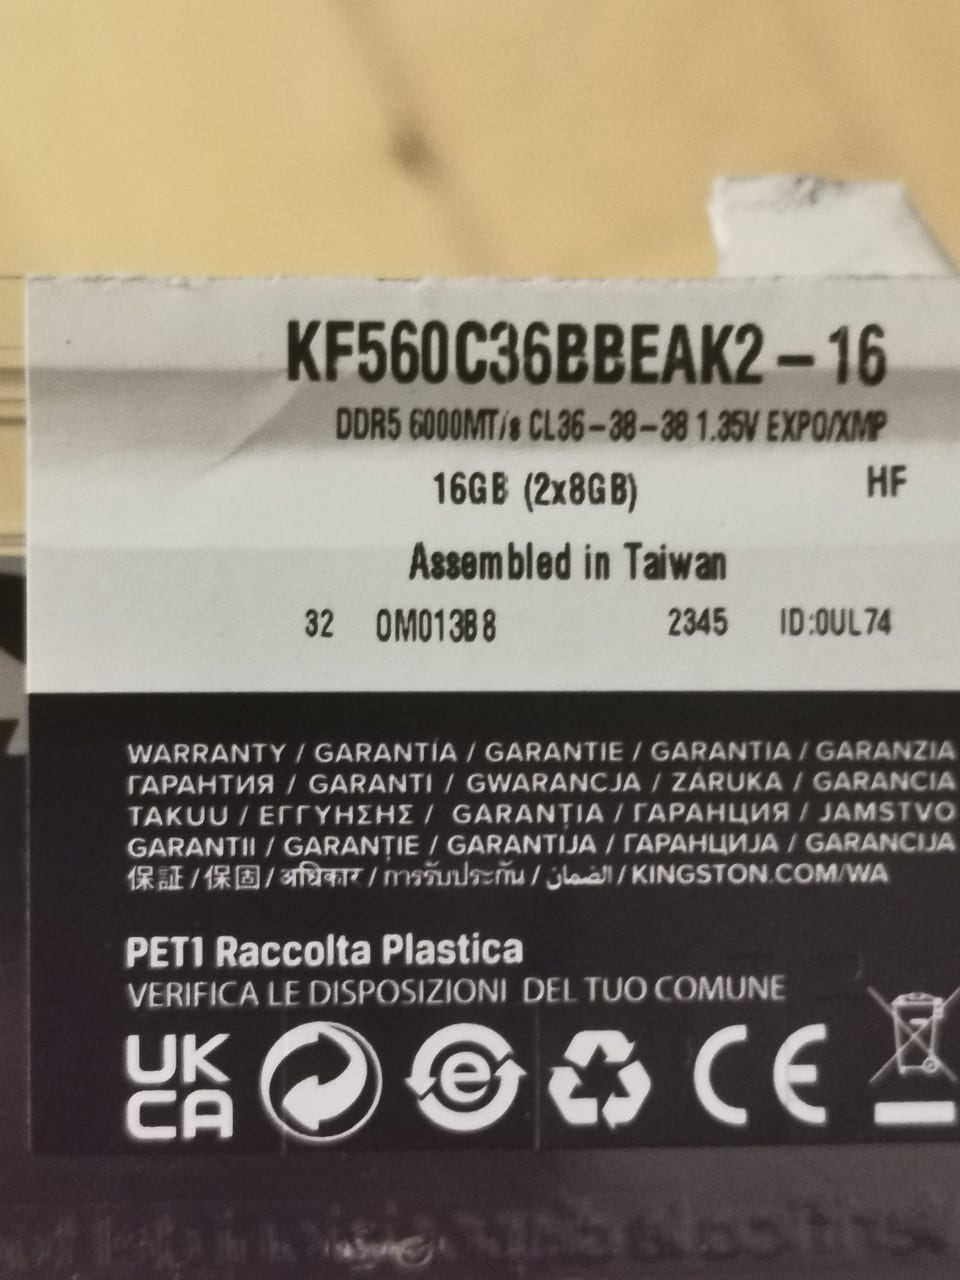 KF560C36BBEAK2-16
DDR5 6000MT/s CL36-38-38 1.35V EXPO/XMP
16GB (2x8GB) HF
Assembled in Taiwan
32 0M013B8 2345 ID:0UL74
WARRANTY / GARANTÍA / GARANTIE / GARANTIA / GARANZIA
ГАРАНТИЯ / GARANTI / GWARANCJA / ZÁRUKA / GARANCIA
TAKUU / ΕΓΓΥΗΣΗΣ / GARANȚIA / ГАРАНЦИЯ / JAMSTVO
GARANTII / GARANȚIE / GARANTIJA / ГАРАНЦИЈА / GARANCIJA
保証 / 保固 / अधिकार / การรับประกัน / الضمان / KINGSTON.COM/WA
PET1 Raccolta Plastica
VERIFICA LE DISPOSIZIONI DEL TUO COMUNE
UK
CA
e
CE